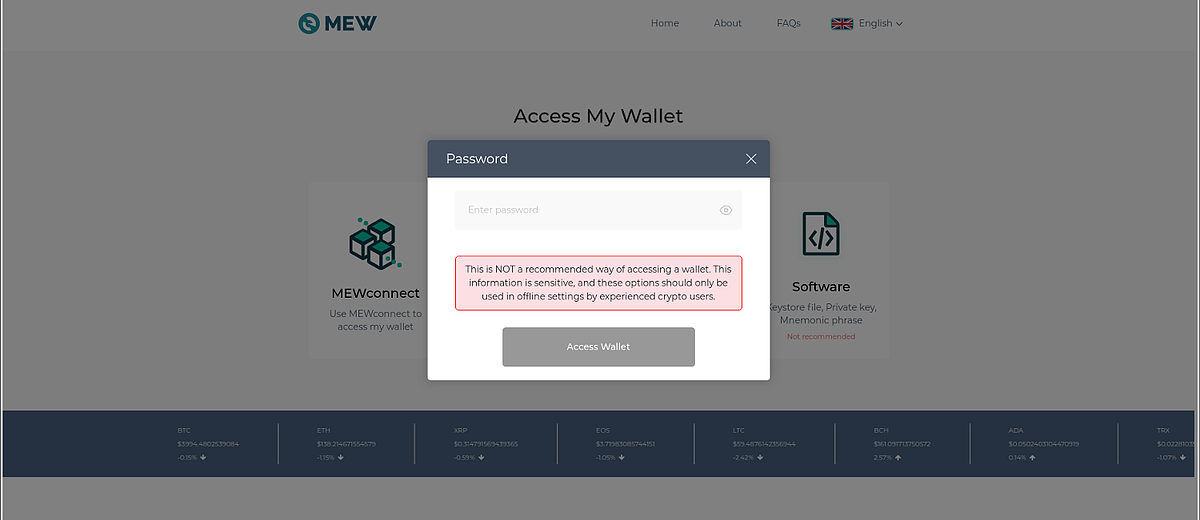 MEW
Home About FAQs English
Access My Wallet
Password
Enter password
This is NOT a recommended way of accessing a wallet. This
information is sensitive, and these options should only be
used in offline settings by experienced crypto users.
Access Wallet
MEWconnect
Use MEWconnect to
access my wallet
Software
Keystore file, Private key,
Mnemonic phrase
Not recommended
BTC
$3994.4802539084
-0.15%
ETH
$138.214671554579
-1.15%
XRP
$0.314791569439365
-0.59%
EOS
$3.71983085744151
-1.05%
LTC
$59.4876142356944
-2.42%
BCH
$161.091713750572
2.57%
ADA
$0.0502403104470919
0.14%
TRX
-1.07%